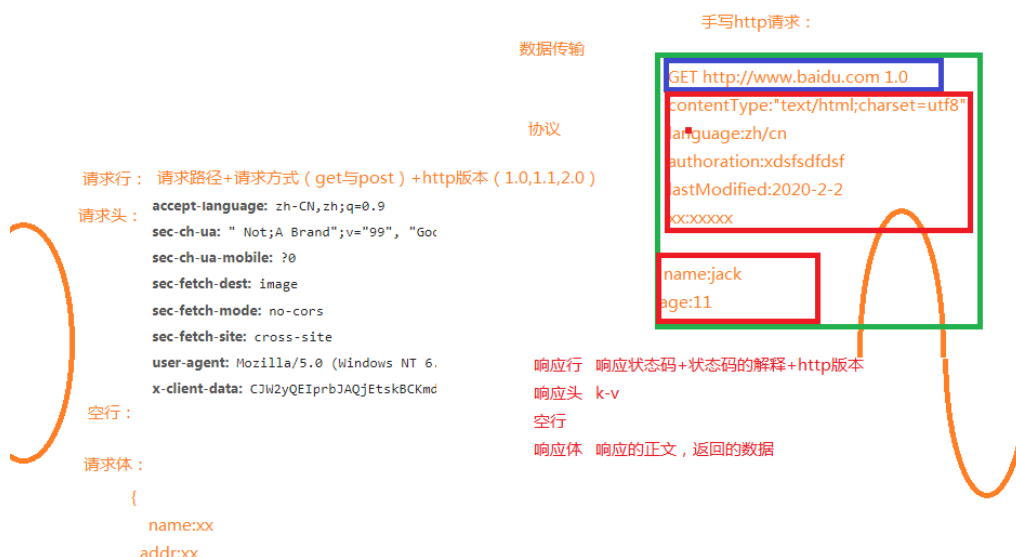 手写http请求：
数据传输
GET http://www.baidu.com 1.0
contentType:"text/html;charset=utf8"
language:zh/cn
authoration:xdsfsdfdsf
lastModified:2020-2-2
xx:xxxxx
name:jack
age:11
协议
请求行： 请求路径+请求方式（get与post）+http版本（1.0,1.1,2.0）
请求头：
accept-language: zh-CN,zh;q=0.9
sec-ch-ua: " Not;A Brand";v="99", "Goo
sec-ch-ua-mobile: ?0
sec-fetch-dest: image
sec-fetch-mode: no-cors
sec-fetch-site: cross-site
user-agent: Mozilla/5.0 (Windows NT 6.
x-client-data: CJW2yQEIprbJAQjEtskBCKmd
空行：
请求体：
{
name:xx
addr:xx
响应行 响应状态码+状态码的解释+http版本
响应头 k-v
空行
响应体 响应的正文，返回的数据